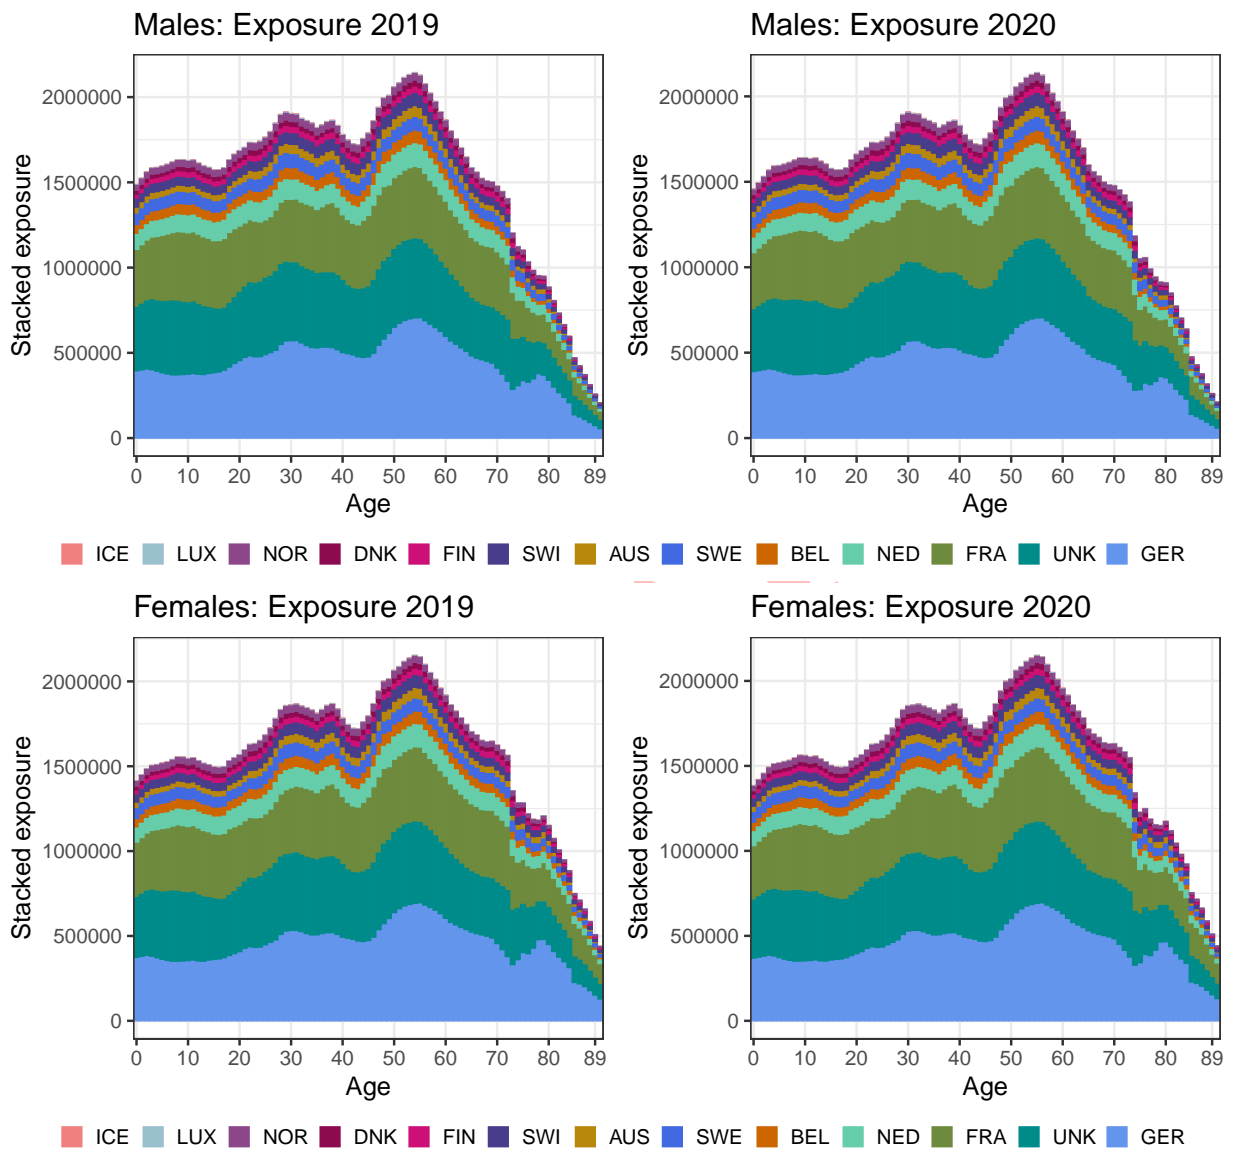 Males: Exposure 2019
Males: Exposure 2020
Stacked exposure
2000000
1500000
1000000
500000
0
0 10 20 30 40 50 60 70 80 89
Age
Stacked exposure
2000000
1500000
1000000
500000
0
0 10 20 30 40 50 60 70 80 89
Age
ICE LUX NOR DNK FIN SWI AUS SWE BEL NED FRA UNK GER
Females: Exposure 2019
Females: Exposure 2020
Stacked exposure
2000000
1500000
1000000
500000
0
0 10 20 30 40 50 60 70 80 89
Age
Stacked exposure
2000000
1500000
1000000
500000
0
0 10 20 30 40 50 60 70 80 89
Age
ICE LUX NOR DNK FIN SWI AUS SWE BEL NED FRA UNK GER